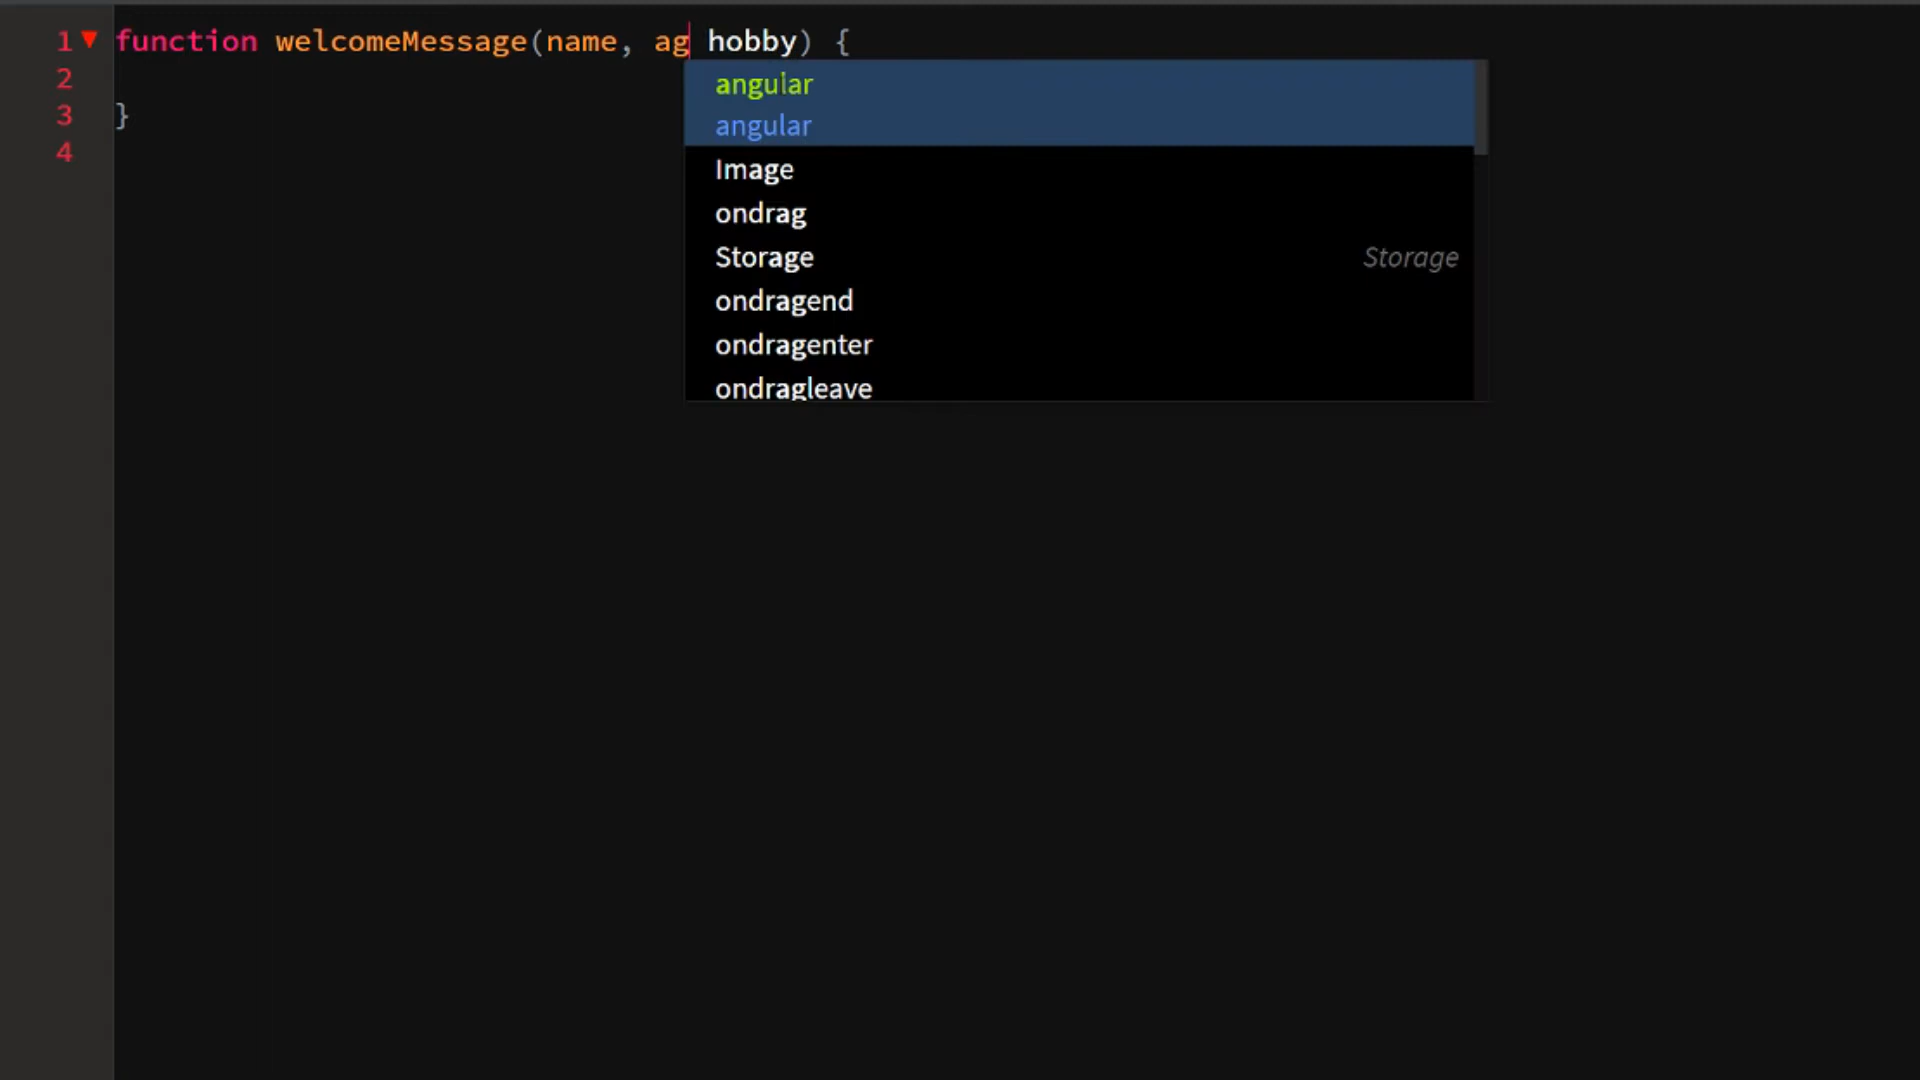 1 function welcomeMessage(name, ag hobby) {
2 angular
angular
3 }
4
Image
ondrag
Storage Storage
ondragend
ondragenter
ondragleave